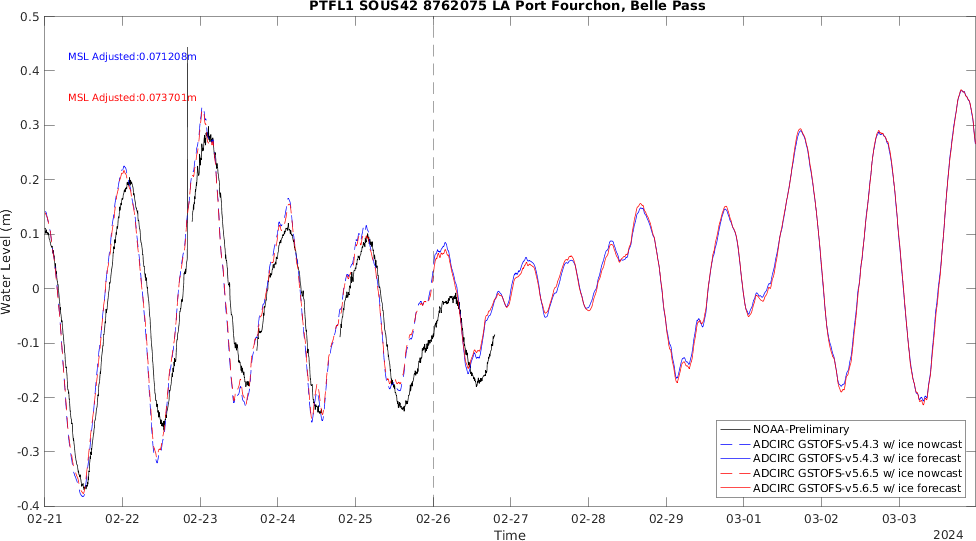 PTFL1 SOUS42 8762075 LA Port Fourchon, Belle Pass
MSL Adjusted:0.071208m
MSL Adjusted:0.073701m
Water Level (m)
0.5
0.4
0.3
0.2
0.1
0
-0.1
-0.2
-0.3
-0.4
NOAA-Preliminary
ADCIRC GSTOFS-v5.4.3 w/ ice nowcast
ADCIRC GSTOFS-v5.4.3 w/ ice forecast
ADCIRC GSTOFS-v5.6.5 w/ ice nowcast
ADCIRC GSTOFS-v5.6.5 w/ ice forecast
02-21 02-22 02-23 02-24 02-25 02-26 02-27 02-28 02-29 03-01 03-02 03-03
Time
2024